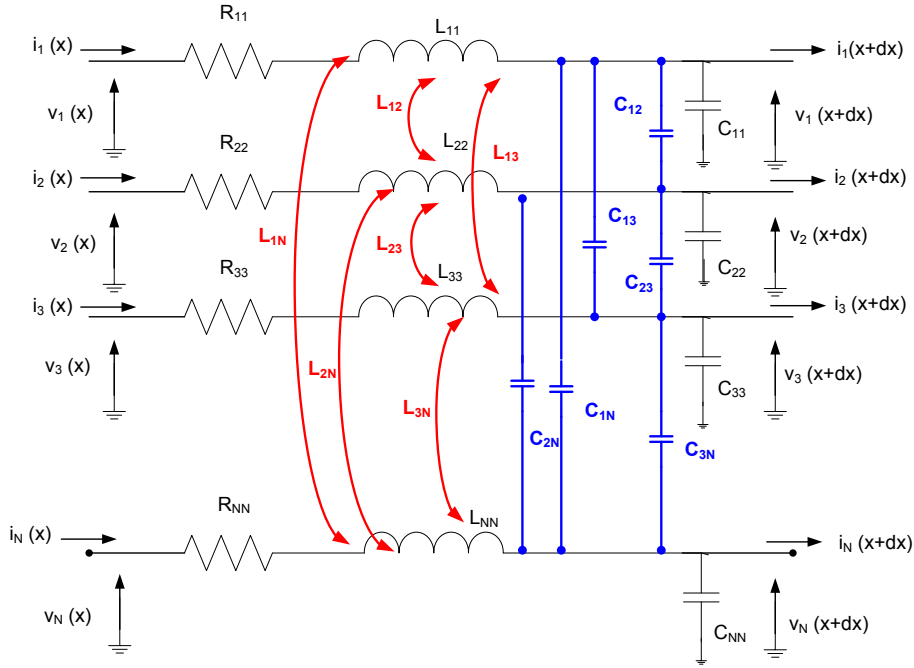 R11
i1 (x)
L11
i1(x+dx)
v1 (x)
L12
C12
C11
v1 (x+dx)
R22
L22
L13
i2 (x)
i2 (x+dx)
L1N
C13
v2 (x)
L23
v2 (x+dx)
R33
L33
C23
C22
i3 (x)
i3 (x+dx)
v3 (x)
L2N
L3N
C33
v3 (x+dx)
C2N
C1N
C3N
RNN
LNN
iN (x)
iN (x+dx)
vN (x)
CNN
vN (x+dx)